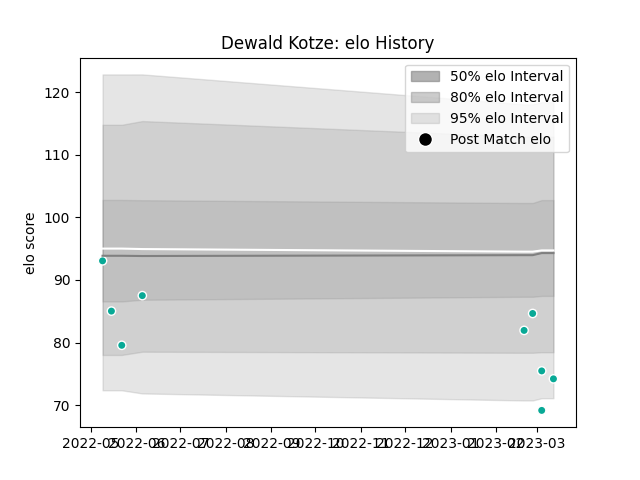 Dewald Kotze: elo History
50% elo Interval
80% elo Interval
95% elo Interval
Post Match elo
elo score
120
110
100
90
80
70
2022-05 2022-06 2022-07 2022-08 2022-09 2022-10 2022-11 2022-12 2023-01 2023-02 2023-03